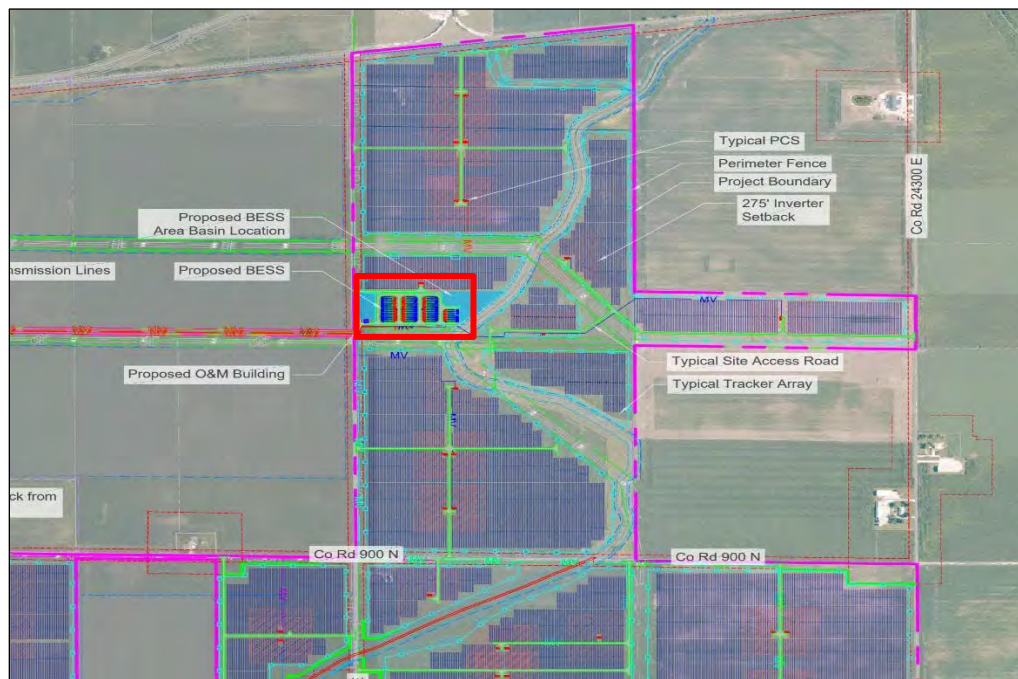 Typical PCS
Perimeter Fence
Project Boundary
275' Inverter
Setback
Co Rd 24300 E
Proposed BESS
Area Basin Location
nsmission Lines
Proposed BESS
MV
MV
MV
Proposed O&M Building
Typical Site Access Road
Typical Tracker Array
MV
ck from
Co Rd 900 N
Co Rd 900 N